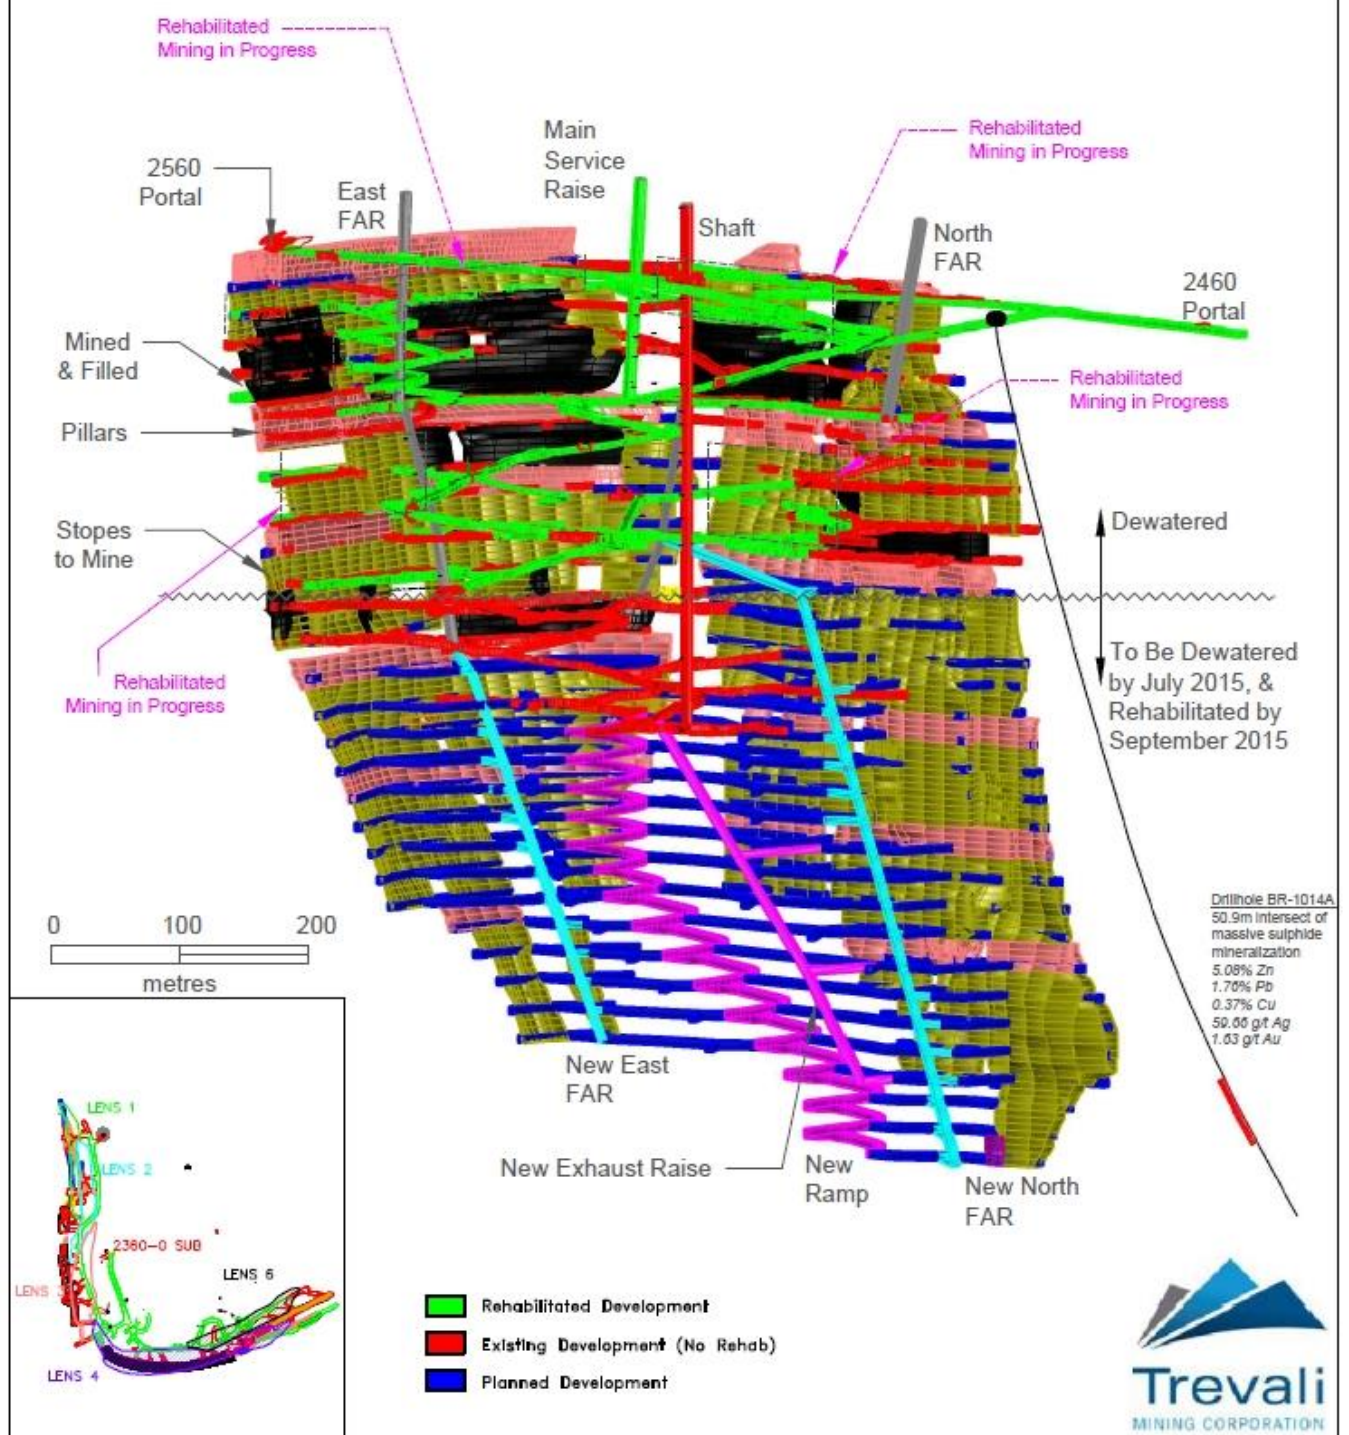 Rehabilitated
Mining in Progress
Main
Service
Raise
Rehabilitated
Mining in Progress
2560
Portal
East
FAR
Shaft
North
FAR
2460
Portal
Mined
& Filled
Rehabilitated
Mining in Progress
Pillars
Stopes
to Mine
Dewatered
To Be Dewatered
by July 2015, &
Rehabilitated by
September 2015
Rehabilitated
Mining in Progress
Drillhole BR-1014A
50.9m intersect of
massive sulphide
mineralization
5.08% Zn
1.76% Pb
0.37% Cu
59.66 g/t Ag
1.63 g/t Au
0 100 200
metres
New East
FAR
New Exhaust Raise
New
Ramp
New North
FAR
LENS 1
LENS 2
2360-0 SUB
LENS 6
LENS
LENS 4
Rehabilitated Development
Existing Development (No Rehab)
Planned Development
Trevali
MINING CORPORATION